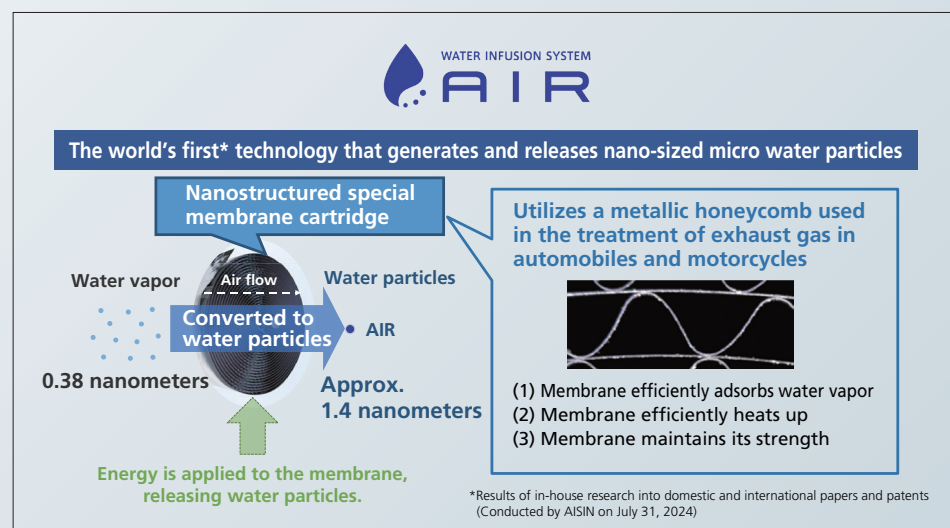 WATER INFUSION SYSTEM
AIR
The world's first* technology that generates and releases nano-sized micro water particles
Nanostructured special
membrane cartridge
Water vapor
Air flow
Water particles
Converted to
water particles
AIR
0.38 nanometers
Approx.
1.4 nanometers
Energy is applied to the membrane,
releasing water particles.
Utilizes a metallic honeycomb used
in the treatment of exhaust gas in
automobiles and motorcycles
(1) Membrane efficiently adsorbs water vapor
(2) Membrane efficiently heats up
(3) Membrane maintains its strength
*Results of in-house research into domestic and international papers and patents
(Conducted by AISIN on July 31, 2024)